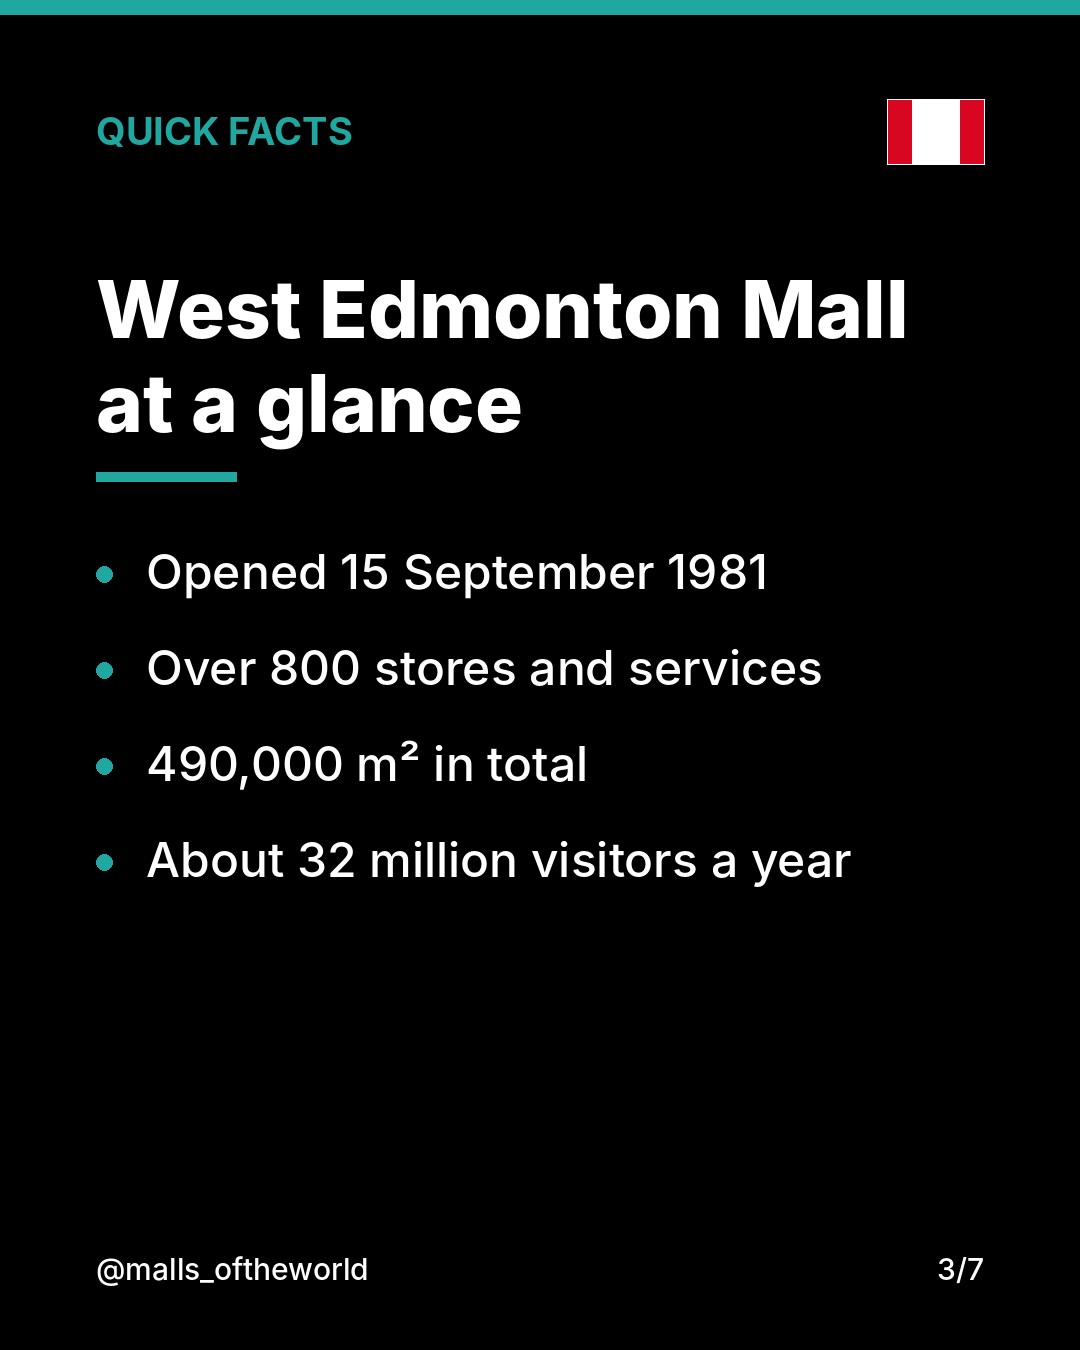 QUICK FACTS
West Edmonton Mall
at a glance
Opened 15 September 1981
Over 800 stores and services
490,000 m² in total
About 32 million visitors a year
@malls_oftheworld
3/7